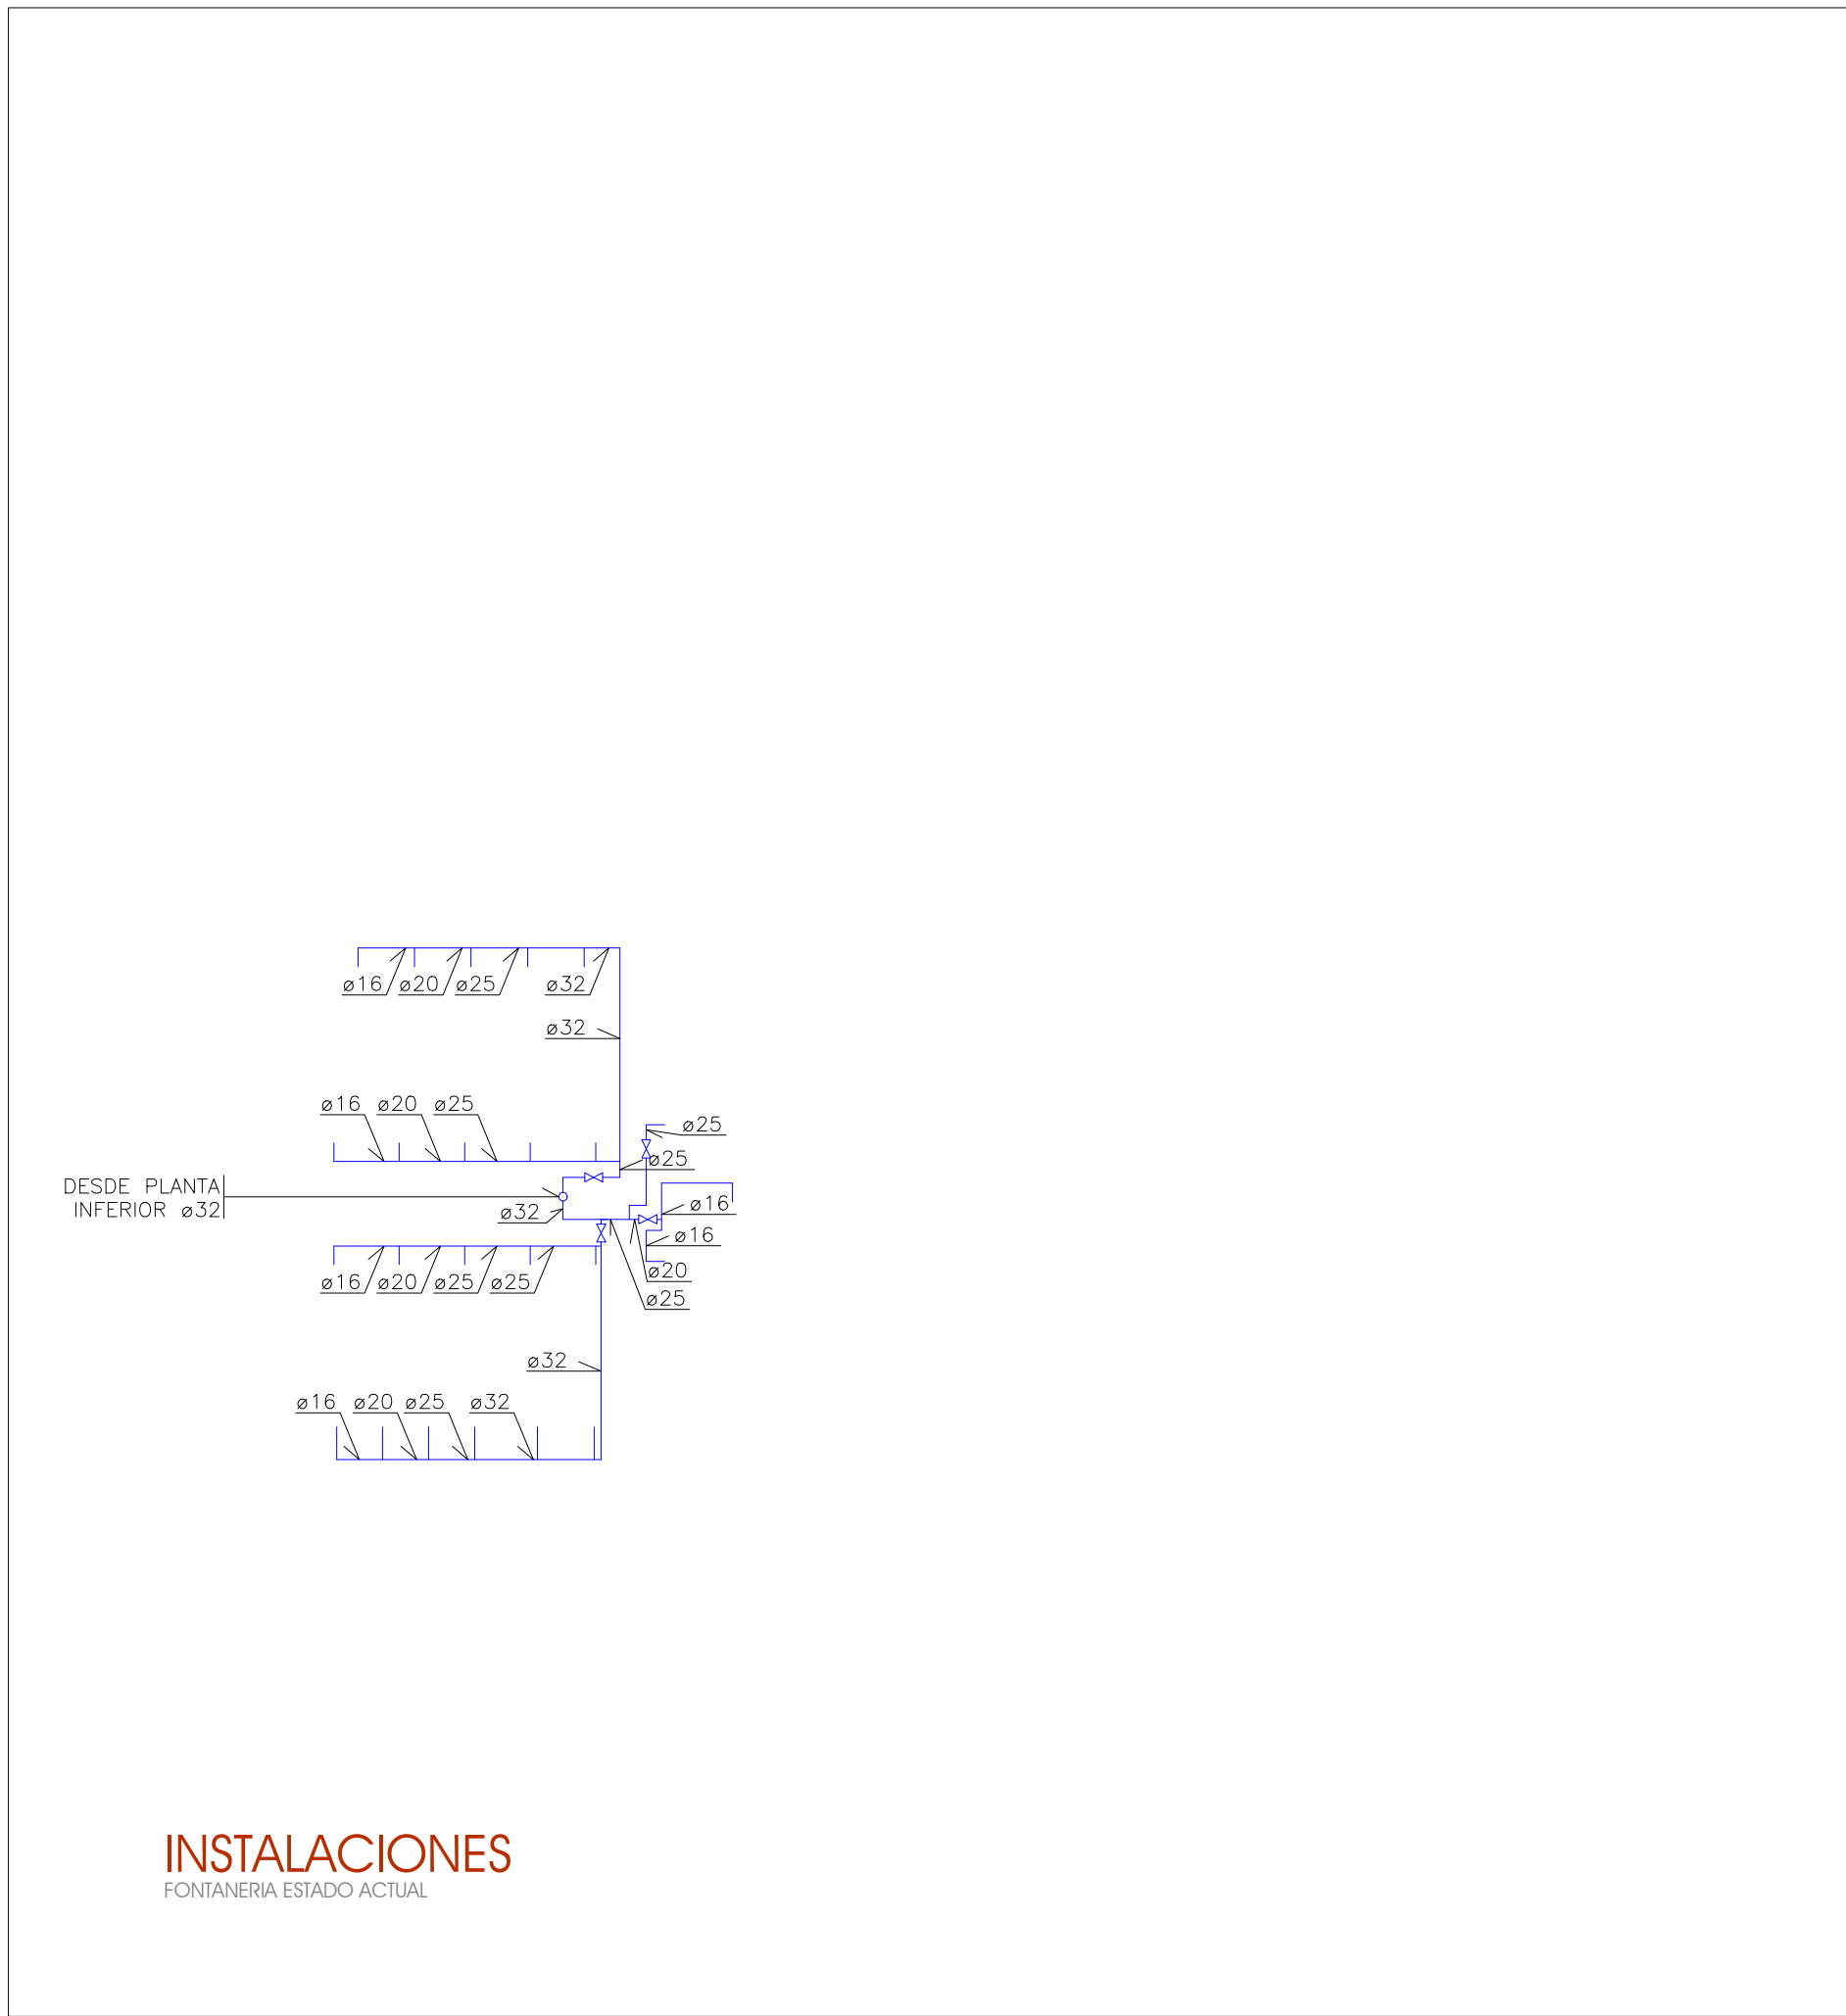 ø16 ø20 ø25 ø32
ø32
ø16 ø20 ø25
ø25
ø25
DESDE PLANTA
INFERIOR ø32
ø32
ø16
ø16
ø20
ø16 ø20 ø25 ø25
ø25
ø32
ø16 ø20 ø25 ø32
INSTALACIONES
FONTANERIA ESTADO ACTUAL